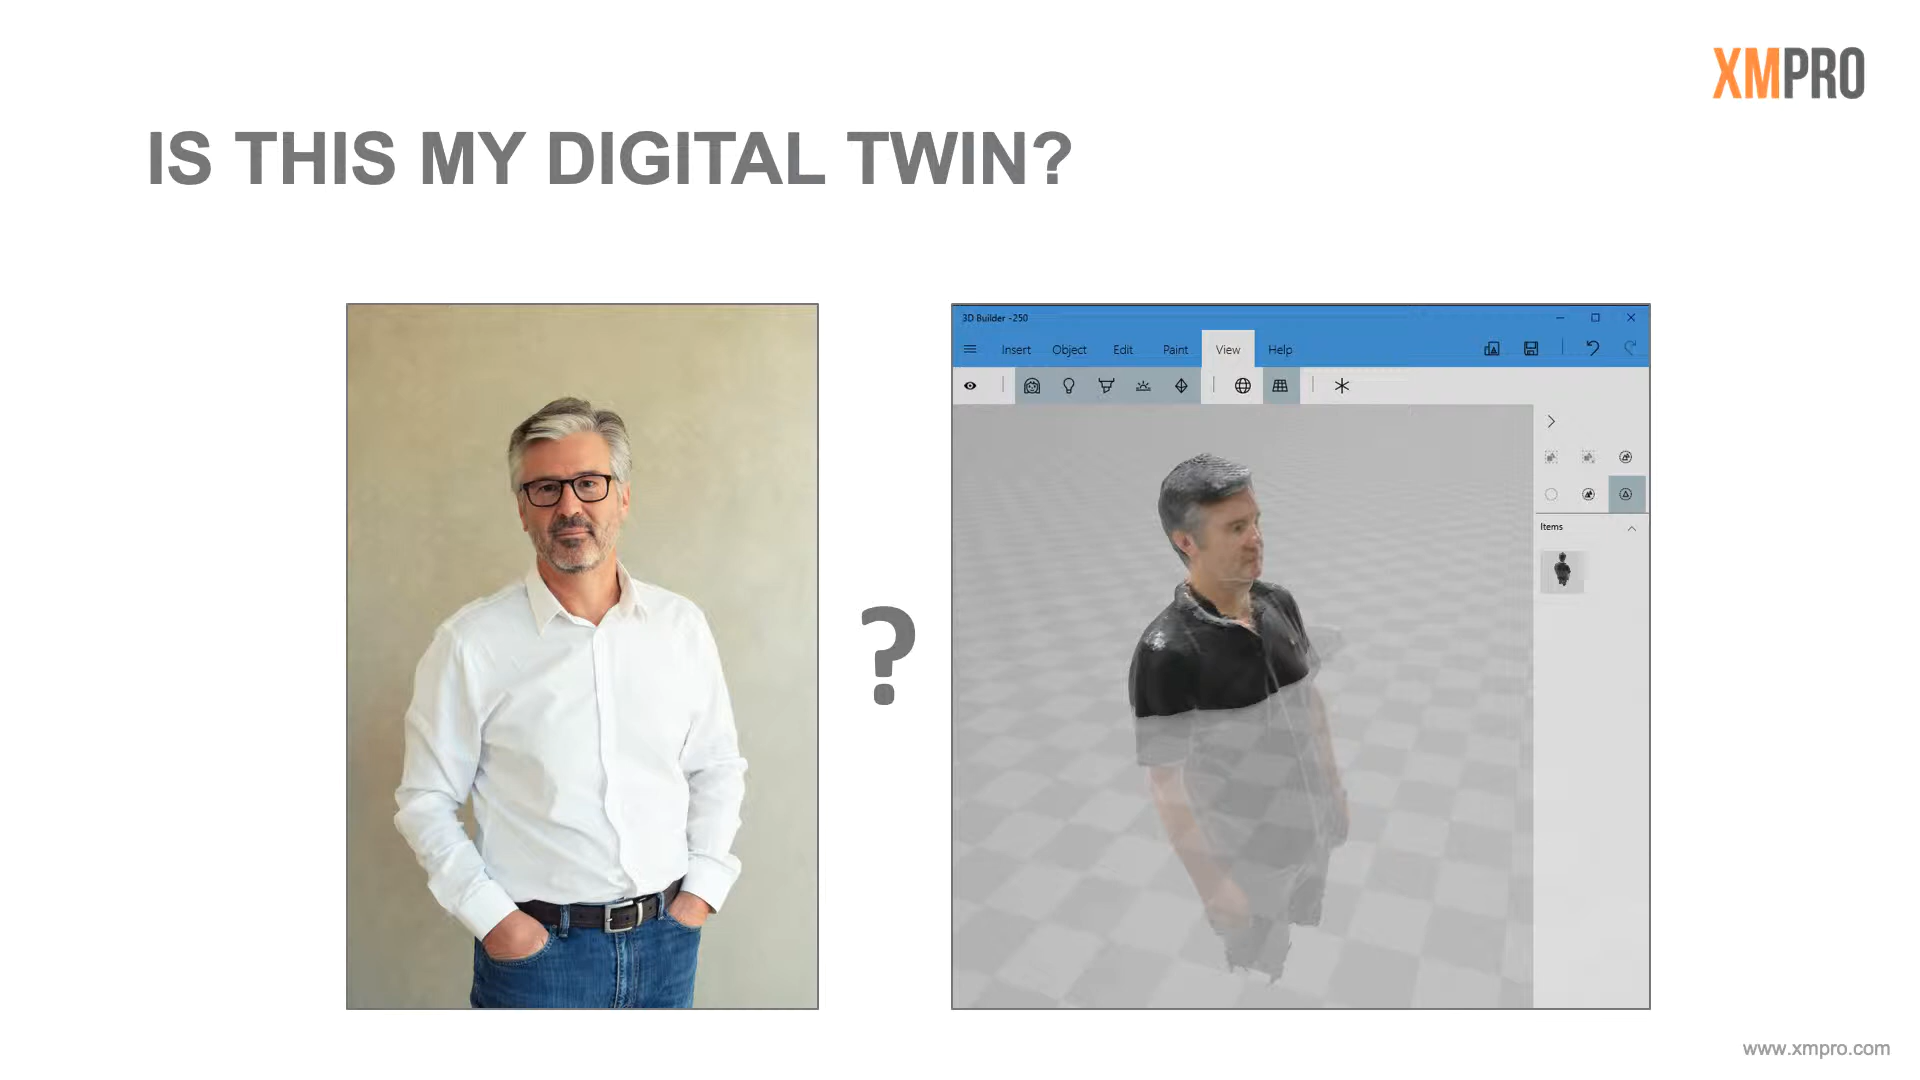 XMPRO
IS THIS MY DIGITAL TWIN?
3D Builder -250
Insert Object Edit Paint View Help
Items
?
www.xmpro.com